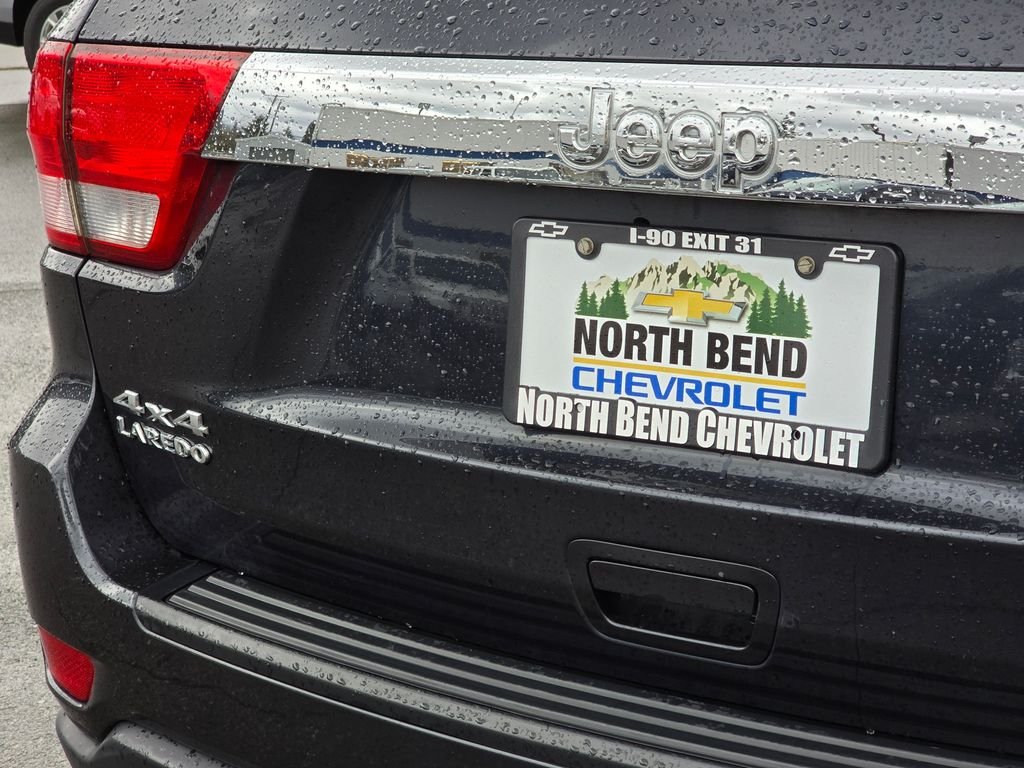 Jeep
I-90 EXIT 31
NORTH BEND
CHEVROLET
NORTH BEND CHEVROLET
4x4
LAREDO